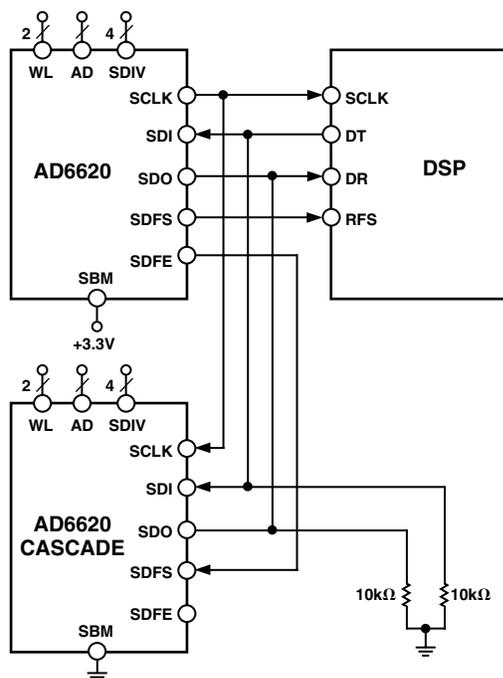 2
4
WL AD SDIV
SCLK
SCLK
SDI
DT
AD6620
DSP
SDO
DR
SDFS
RFS
SDFE
SBM
+3.3V
2
4
WL AD SDIV
SCLK
SDI
AD6620
CASCADE
SDO
SDFS
10kΩ
10kΩ
SDFE
SBM